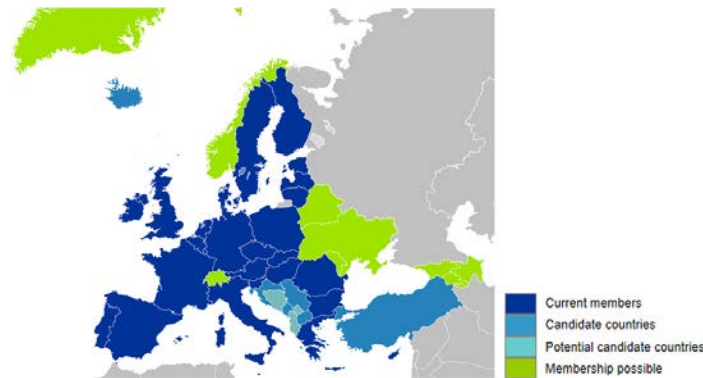 Current members
Candidate countries
Potential candidate countries
Membership possible